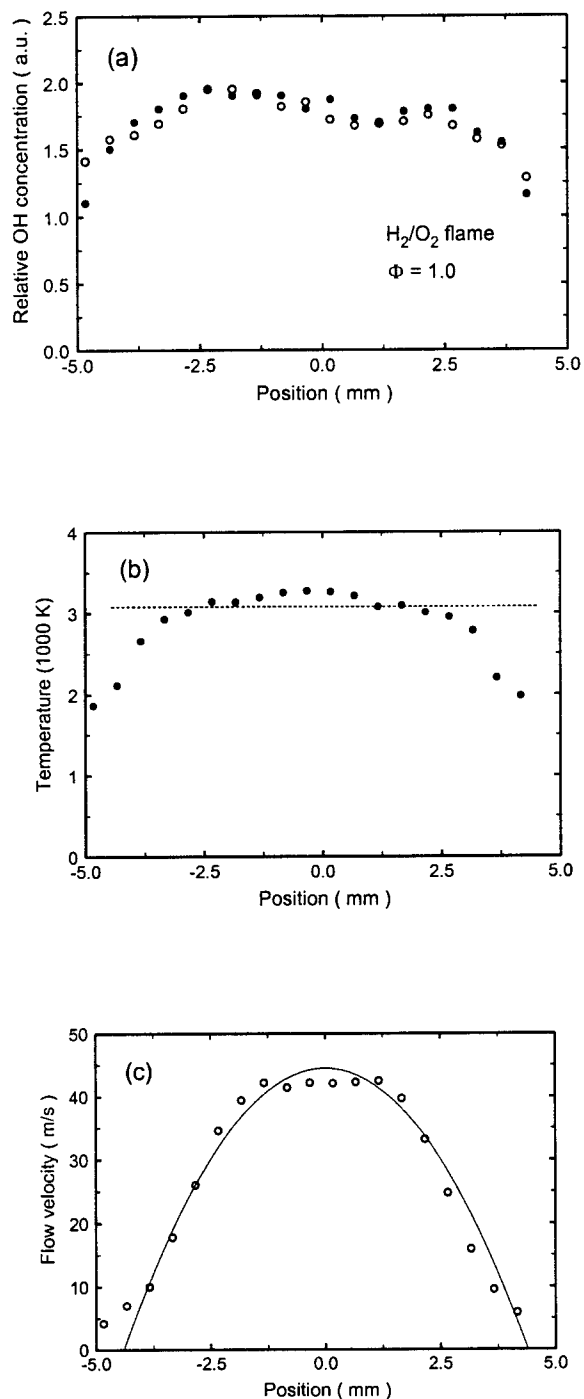 (a)
Relative OH concentration ( a.u. )
2.5
2.0
1.5
1.0
0.5
0.0
H₂/O₂ flame
Φ = 1.0
-5.0 -2.5 0.0 2.5 5.0
Position ( mm )
(b)
Temperature (1000 K)
4
3
2
1
0
-5.0 -2.5 0.0 2.5 5.0
Position ( mm )
(c)
Flow velocity ( m/s )
50
40
30
20
10
0
-5.0 -2.5 0.0 2.5 5.0
Position ( mm )